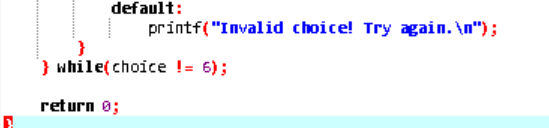 default:
printf("Invalid choice! Try again.\n");
}
} while(choice != 6);
return 0;
}